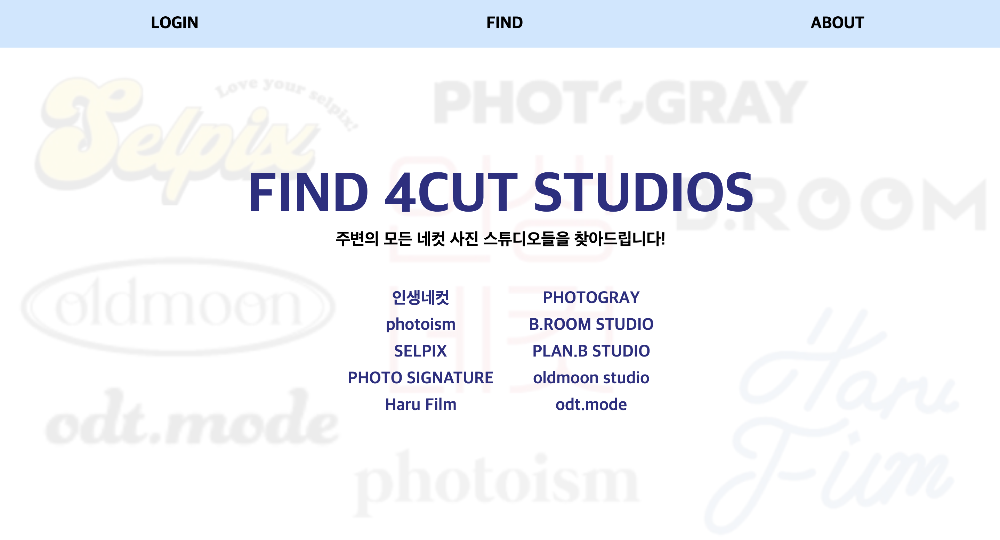 LOGIN FIND ABOUT
Love your selpix!
Selpix
PHOTOGRAY
인생
네컷
FIND 4CUT STUDIOS
B.ROOM
주변의 모든 네컷 사진 스튜디오들을 찾아드립니다!
oldmoon
인생네컷 PHOTOGRAY
photoism B.ROOM STUDIO
SELPIX PLAN.B STUDIO
PHOTO SIGNATURE oldmoon studio
Haru Film odt.mode
odt.mode
Haru
Film
photoism